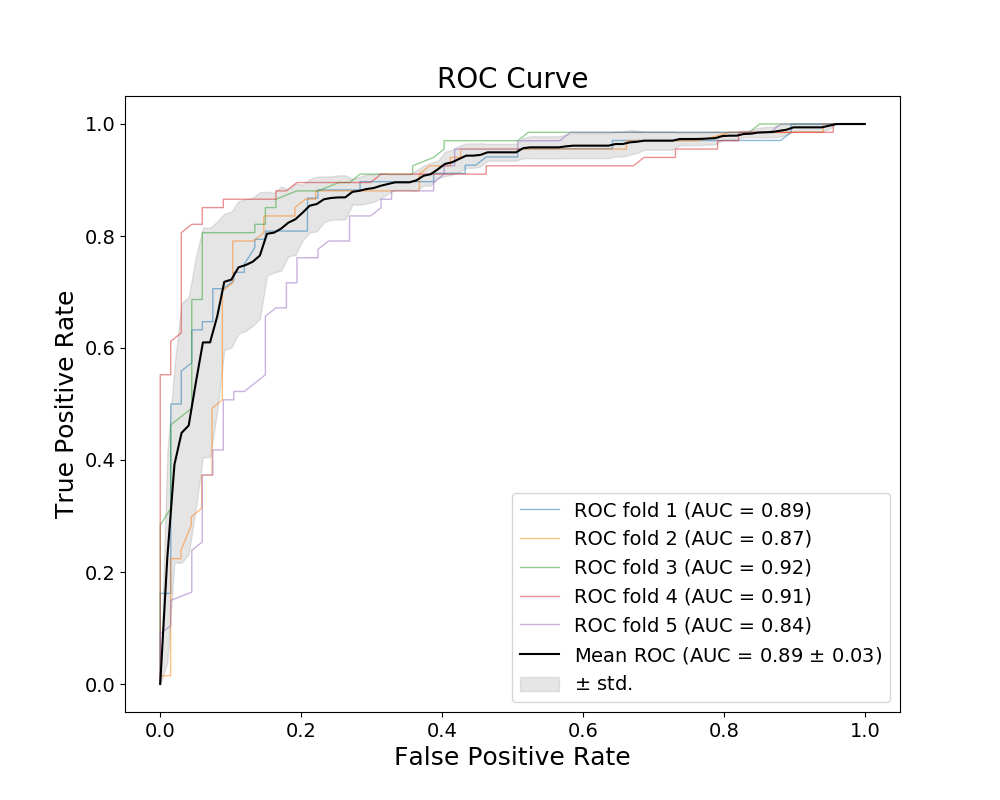 ROC Curve
True Positive Rate
1.0
0.8
0.6
0.4
0.2
0.0
ROC fold 1 (AUC = 0.89)
ROC fold 2 (AUC = 0.87)
ROC fold 3 (AUC = 0.92)
ROC fold 4 (AUC = 0.91)
ROC fold 5 (AUC = 0.84)
Mean ROC (AUC = 0.89 ± 0.03)
± std.
0.0 0.2 0.4 0.6 0.8 1.0
False Positive Rate